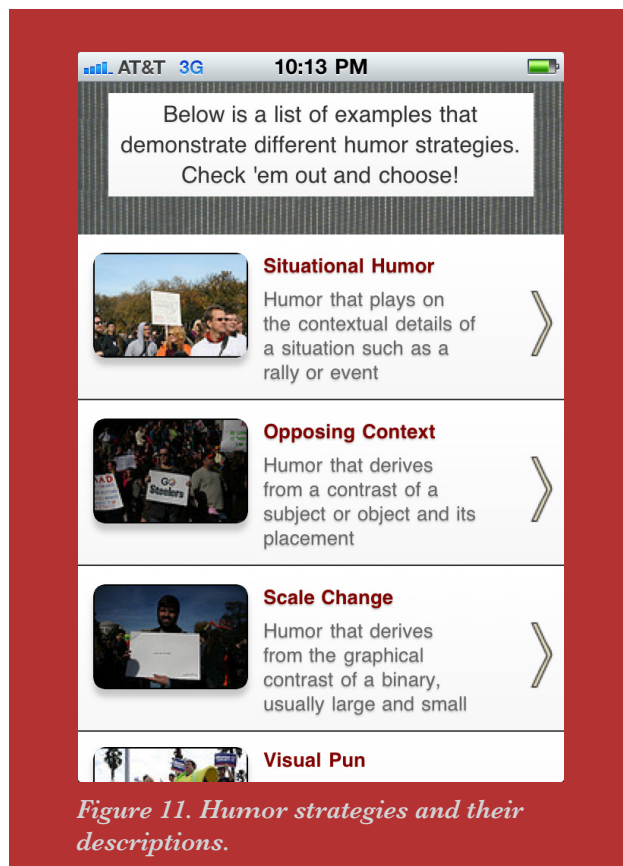 AT&T 3G 10:13 PM
Below is a list of examples that
demonstrate different humor strategies.
Check 'em out and choose!
Situational Humor
Humor that plays on
the contextual details of
a situation such as a
rally or event
Opposing Context
Humor that derives
from a contrast of a
subject or object and its
placement
GO
Steelers
Scale Change
Humor that derives
from the graphical
contrast of a binary,
usually large and small
Visual Pun
Figure 11. Humor strategies and their
descriptions.